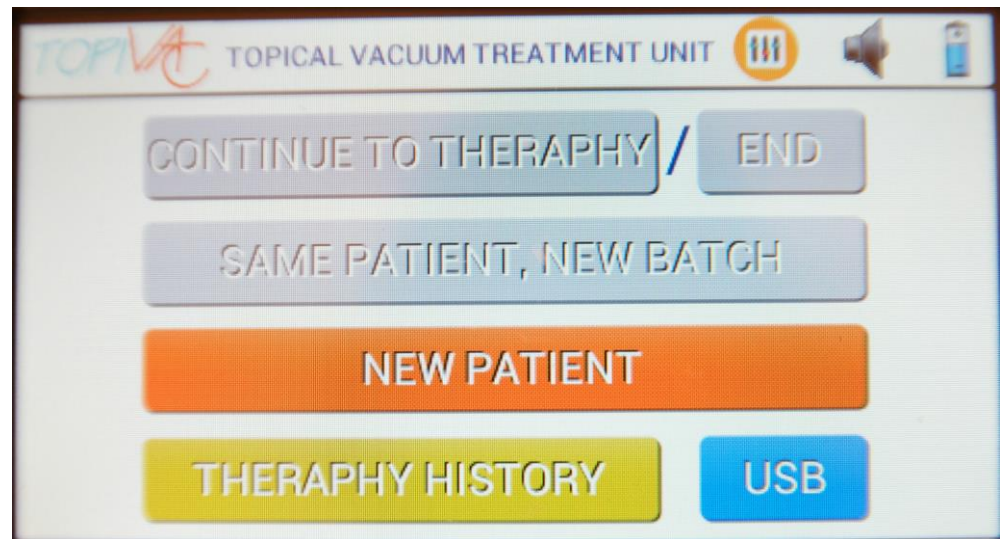 TOPIVAC TOPICAL VACUUM TREATMENT UNIT
CONTINUE TO THERAPHY / END
SAME PATIENT, NEW BATCH
NEW PATIENT
THERAPHY HISTORY USB